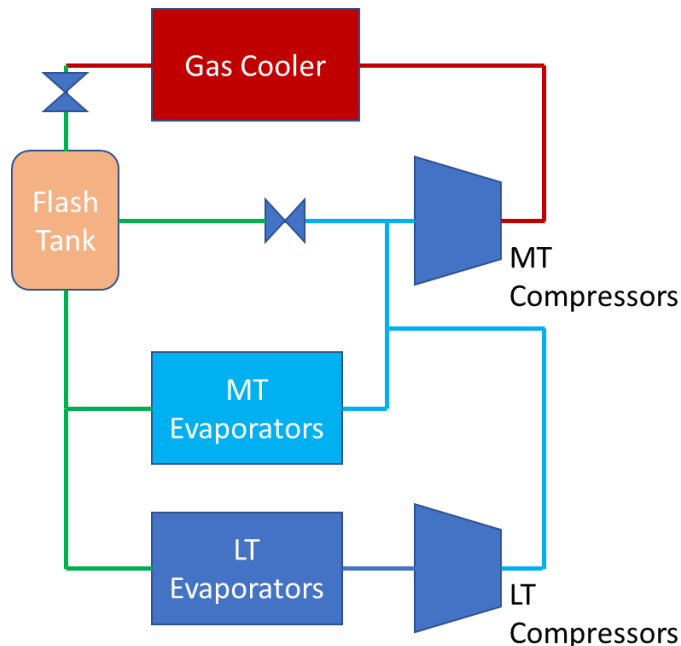 Gas Cooler
Flash
Tank
MT
Compressors
MT
Evaporators
LT
Evaporators
LT
Compressors